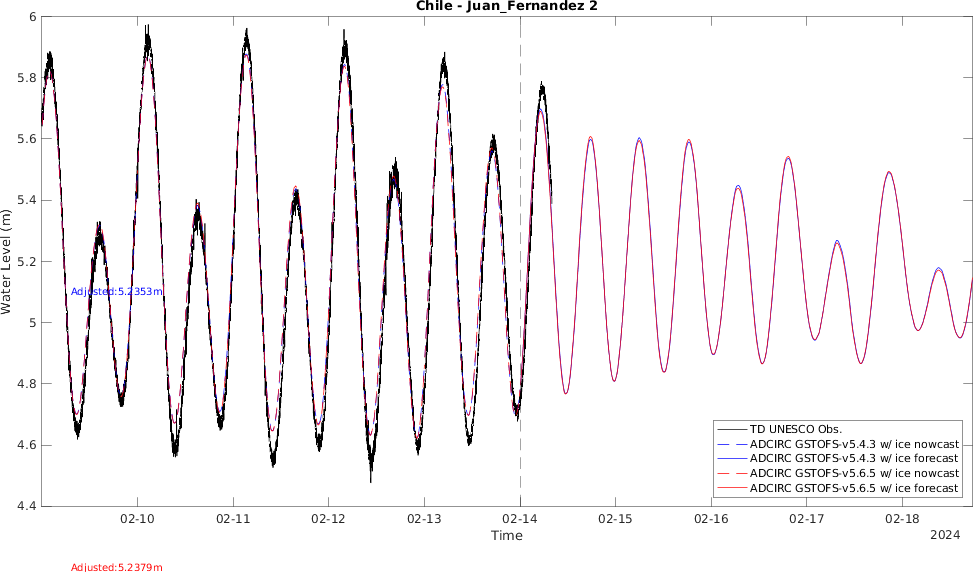 Chile - Juan_Fernandez 2
6
5.8
5.6
5.4
5.2
5
4.8
4.6
4.4
Water Level (m)
Adjusted:5.2353m
TD UNESCO Obs.
ADCIRC GSTOFS-v5.4.3 w/ ice nowcast
ADCIRC GSTOFS-v5.4.3 w/ ice forecast
ADCIRC GSTOFS-v5.6.5 w/ ice nowcast
ADCIRC GSTOFS-v5.6.5 w/ ice forecast
02-10 02-11 02-12 02-13 02-14 02-15 02-16 02-17 02-18
Time
2024
Adjusted:5.2379m